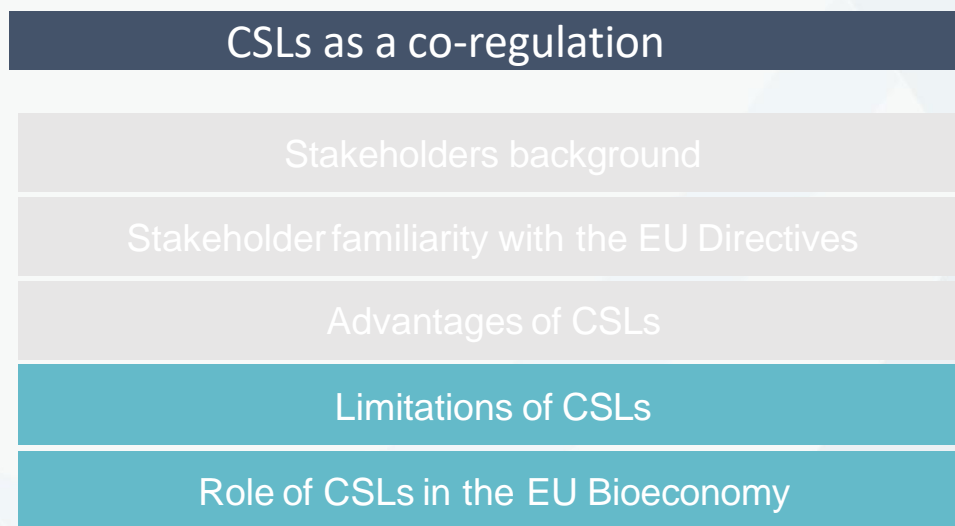 CSLs as a co-regulation
Stakeholders background
Stakeholder familiarity with the EU Directives
Advantages of CSLs
Limitations of CSLs
Role of CSLs in the EU Bioeconomy